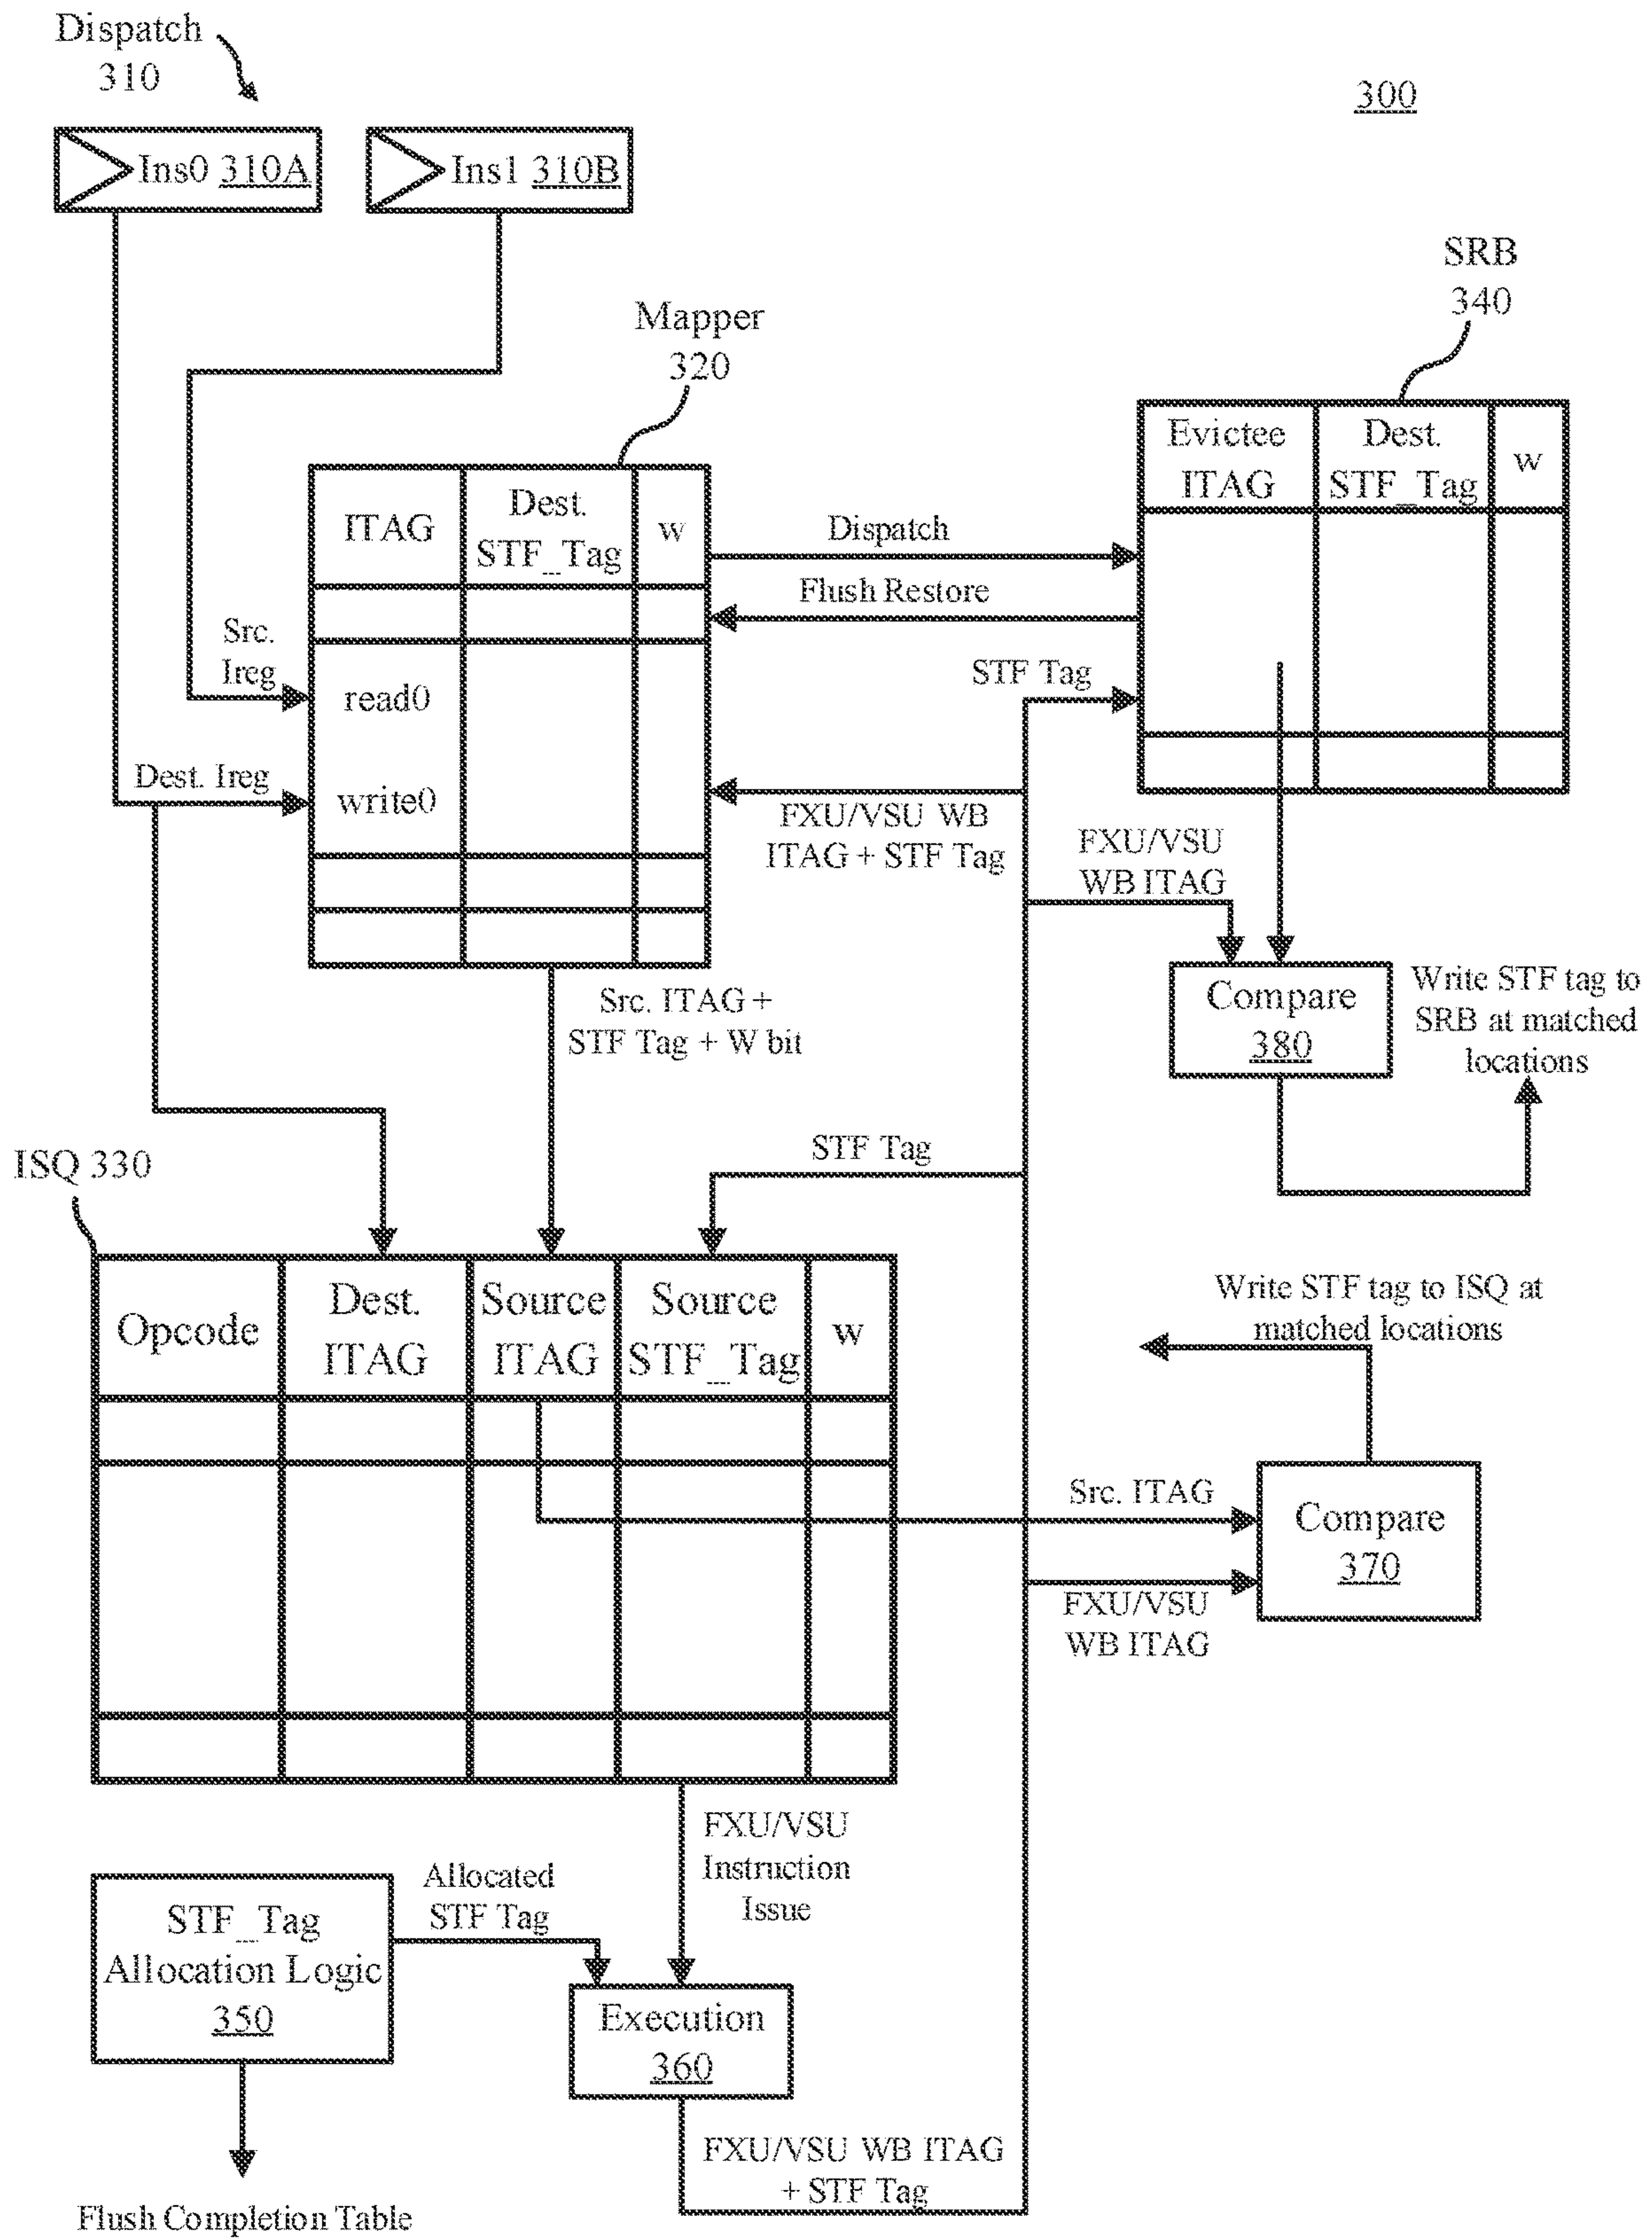 Dispatch
310
300
Ins0 310A
Ins1 310B
SRB
340
Mapper
320
Evictee
ITAG
Dest.
STF_Tag
w
ITAG
Dest.
STF_Tag
w
Dispatch
Flush Restore
Src.
Ireg
read0
STF Tag
Dest. Ireg
write0
FXU/VSU WB
ITAG + STF Tag
FXU/VSU
WB ITAG
Src. ITAG +
STF Tag + W bit
Compare
380
Write STF tag to
SRB at matched
locations
STF Tag
ISQ 330
Opcode
Dest.
ITAG
Source
ITAG
Source
STF_Tag
w
Write STF tag to ISQ at
matched locations
Src. ITAG
Compare
370
FXU/VSU
WB ITAG
FXU/VSU
Instruction
Issue
Allocated
STF Tag
STF_Tag
Allocation Logic
350
Execution
360
FXU/VSU WB ITAG
+ STF Tag
Flush Completion Table